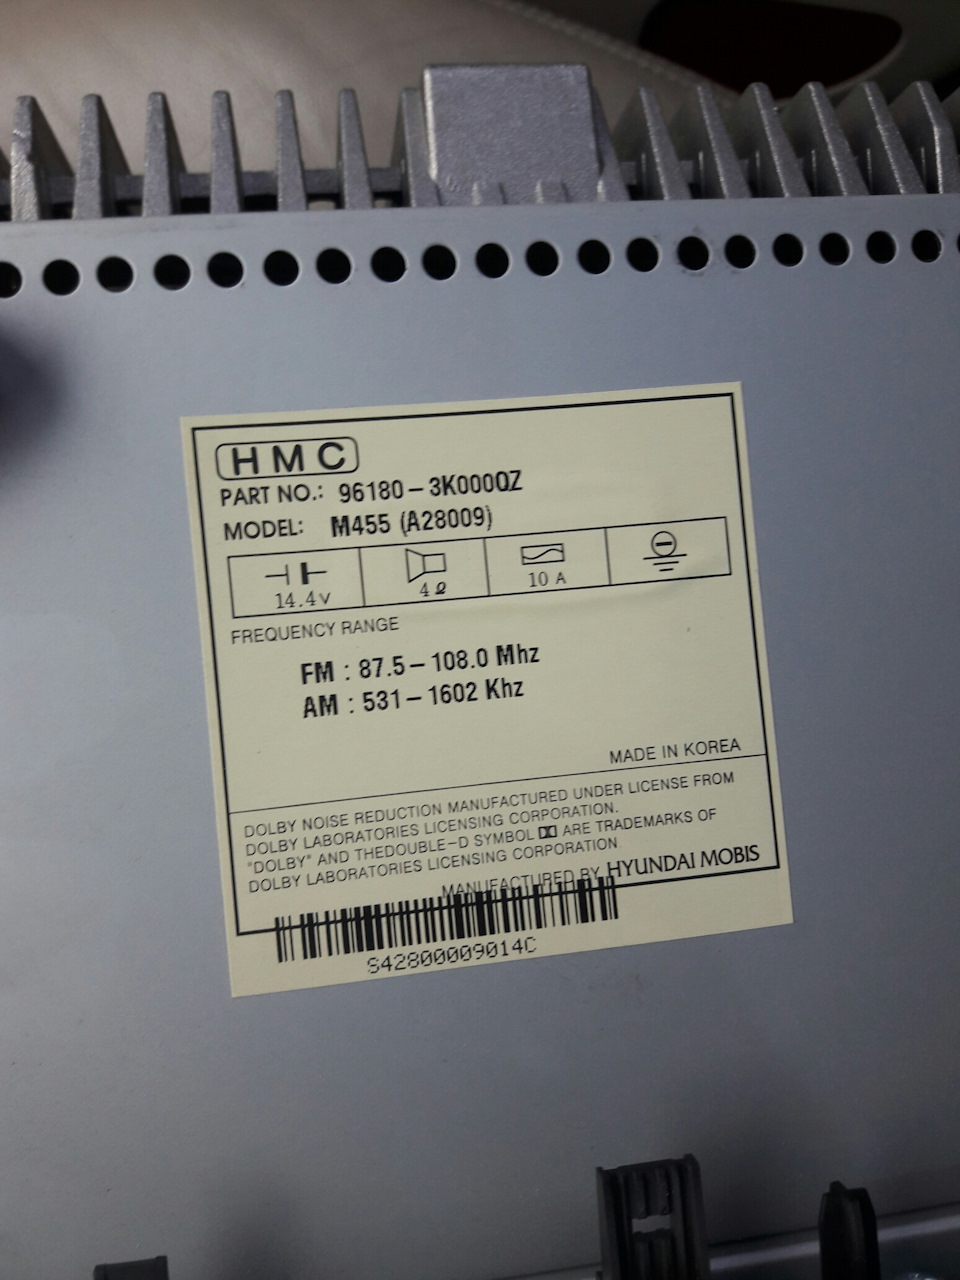 HMC
PART NO.: 96180-3K000QZ
MODEL: M455 (A28009)
14.4V 4Ω 10 A
FREQUENCY RANGE
FM : 87.5-108.0 Mhz
AM : 531-1602 Khz
MADE IN KOREA
DOLBY NOISE REDUCTION MANUFACTURED UNDER LICENSE FROM
DOLBY LABORATORIES LICENSING CORPORATION.
"DOLBY" AND THEDOUBLE-D SYMBOL ARE TRADEMARKS OF
DOLBY LABORATORIES LICENSING CORPORATION
MANUFACTURED BY HYUNDAI MOBIS
S42800009014C